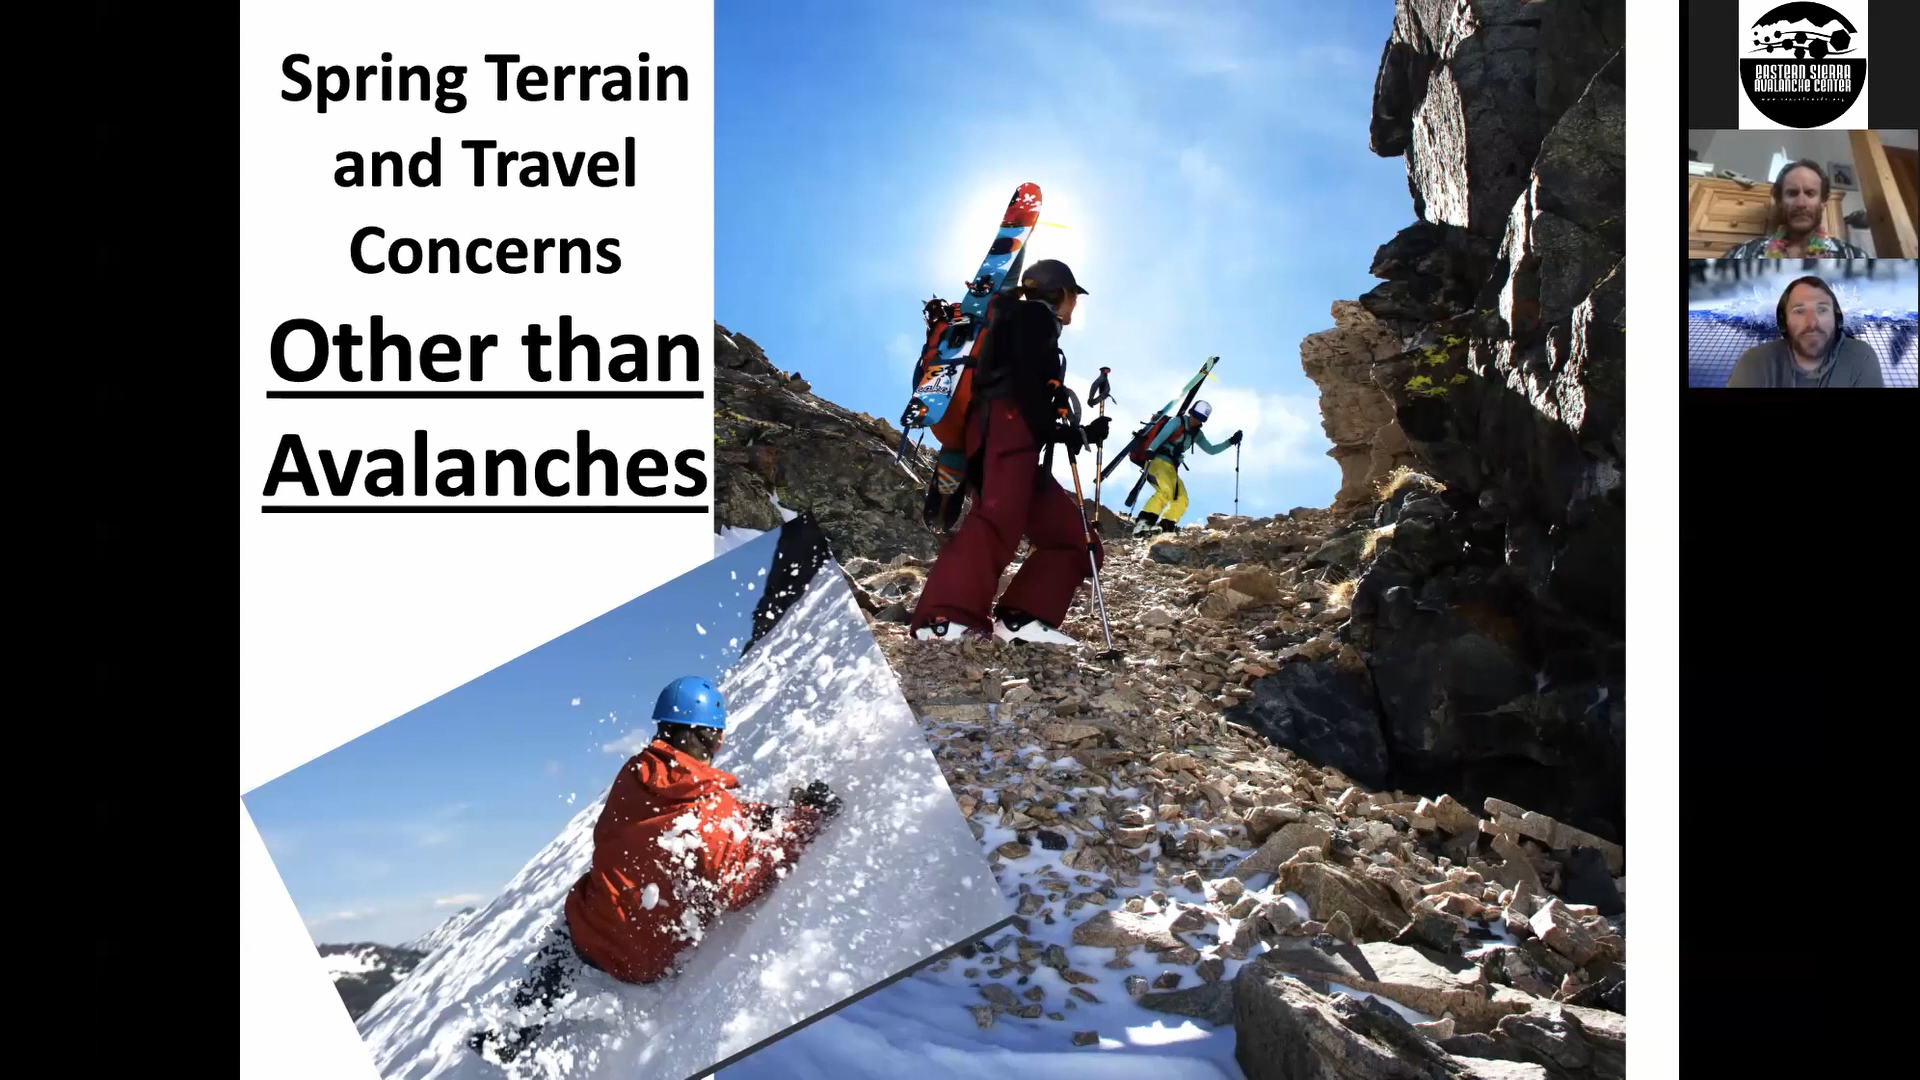 Spring Terrain
and Travel
Concerns
Other than
Avalanches
EASTERN SIERRA
AVALANCHE CENTER